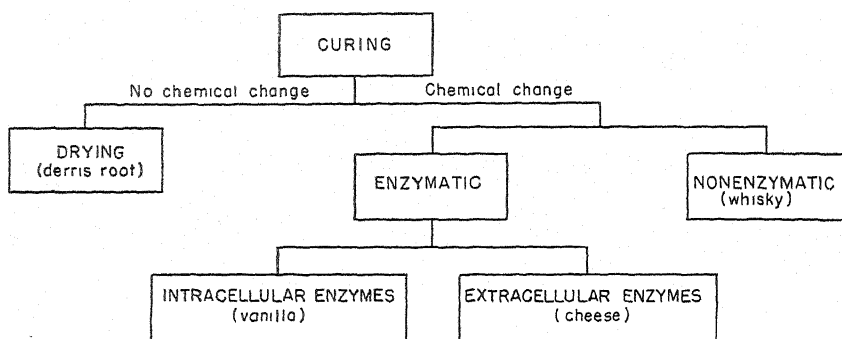 CURING
No chemical change
Chemical change
DRYING
(derris root)
ENZYMATIC
NONENZYMATIC
(whisky)
INTRACELLULAR ENZYMES
(vanilla)
EXTRACELLULAR ENZYMES
(cheese)